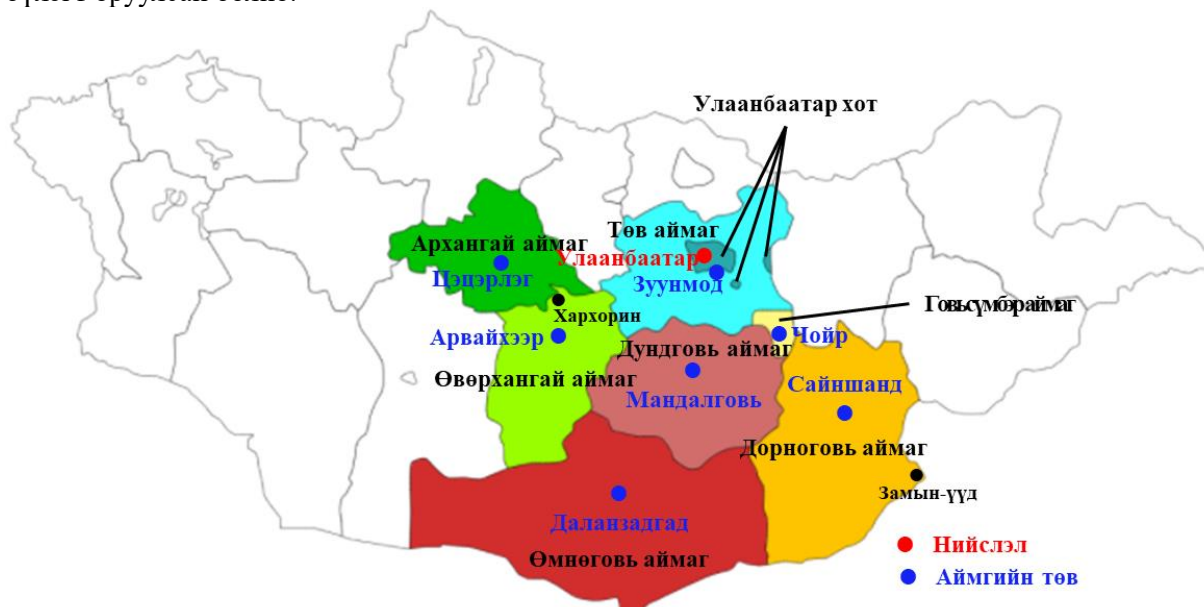 Улаанбаатар хот
Төв аймаг
Архангай аймаг
Улаанбаатар
Цэцэрлэг
Зуунмод
Хархорин
Арвайхээр
Чойр
Дундговь аймаг
Өвөрхангай аймаг
Сайншанд
Мандалговь
Дорноговь аймаг
Замын-үүд
Даланзадгад
Өмнөговь аймаг
Нийслэл
Аймгийн төв